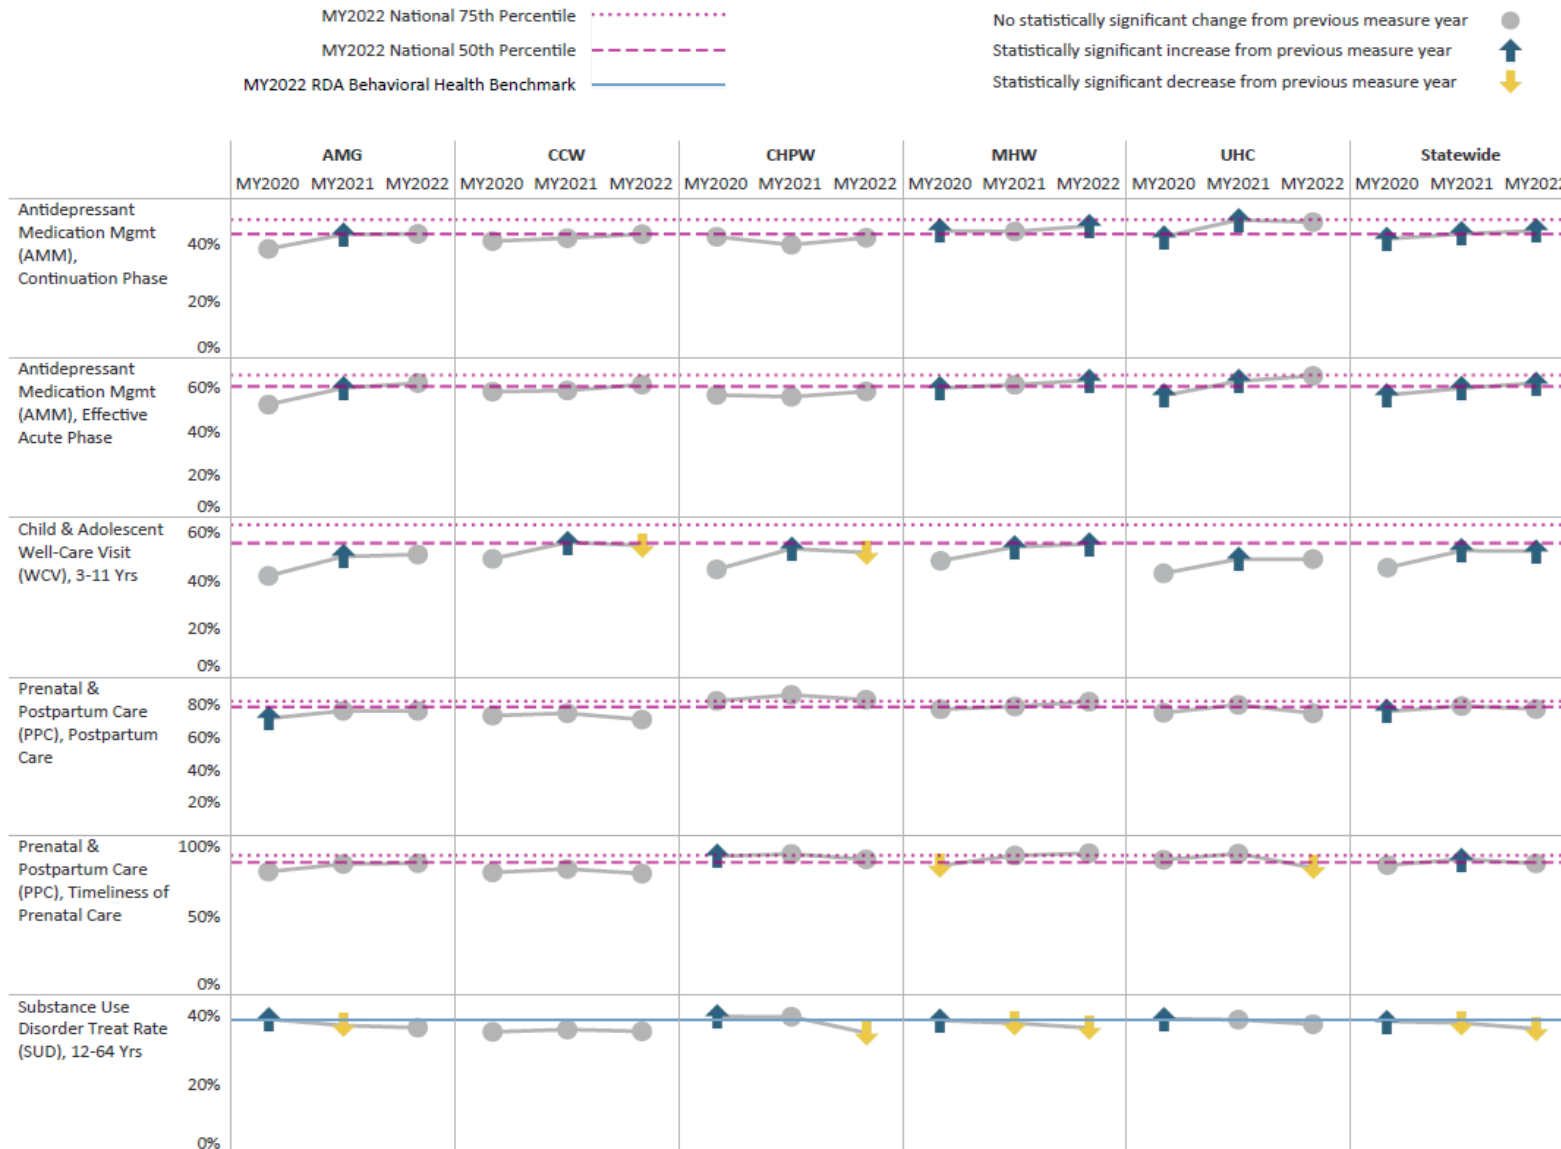 MY2022 National 75th Percentile
MY2022 National 50th Percentile
MY2022 RDA Behavioral Health Benchmark
No statistically significant change from previous measure year
Statistically significant increase from previous measure year
Statistically significant decrease from previous measure year
AMG CCW CHPW MHW UHC Statewide
MY2020 MY2021 MY2022 MY2020 MY2021 MY2022 MY2020 MY2021 MY2022 MY2020 MY2021 MY2022 MY2020 MY2021 MY2022 MY2020 MY2021 MY2022
Antidepressant
Medication Mgmt
(AMM),
Continuation Phase
40%
20%
0%
Antidepressant
Medication Mgmt
(AMM), Effective
Acute Phase
60%
40%
20%
0%
Child & Adolescent
Well-Care Visit
(WCV), 3-11 Yrs
60%
40%
20%
0%
Prenatal &
Postpartum Care
(PPC), Postpartum
Care
80%
60%
40%
20%
Prenatal &
Postpartum Care
(PPC), Timeliness of
Prenatal Care
100%
50%
0%
Substance Use
Disorder Treat Rate
(SUD), 12-64 Yrs
40%
20%
0%